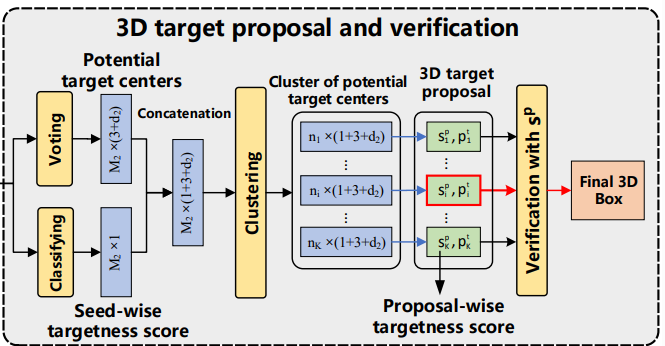 3D target proposal and verification
Potential
target centers
Voting
M₂ ×(3+d₂)
Concatenation
Classifying
M₂ ×1
M₂ ×(1+3+d₂)
Seed-wise
targetness score
Clustering
Cluster of potential
target centers
n₁ ×(1+3+d₂)
⋮
nᵢ ×(1+3+d₂)
⋮
n_K ×(1+3+d₂)
3D target
proposal
s₁ᵖ,p₁ᵗ
⋮
sᵢᵖ,pᵢᵗ
⋮
s_Kᵖ,p_Kᵗ
Proposal-wise
targetness score
Verification with sᵖ
Final 3D
Box